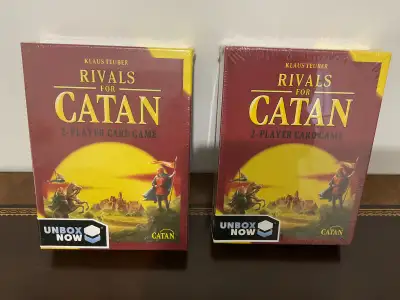 KLAUS TEUBER
RIVALS
FOR
CATAN
2-PLAYER CARD GAME
UNBOX
NOW
CATAN
KLAUS TEUBER
RIVALS
FOR
CATAN
2-PLAYER CARD GAME
UNBOX
NOW
CATAN